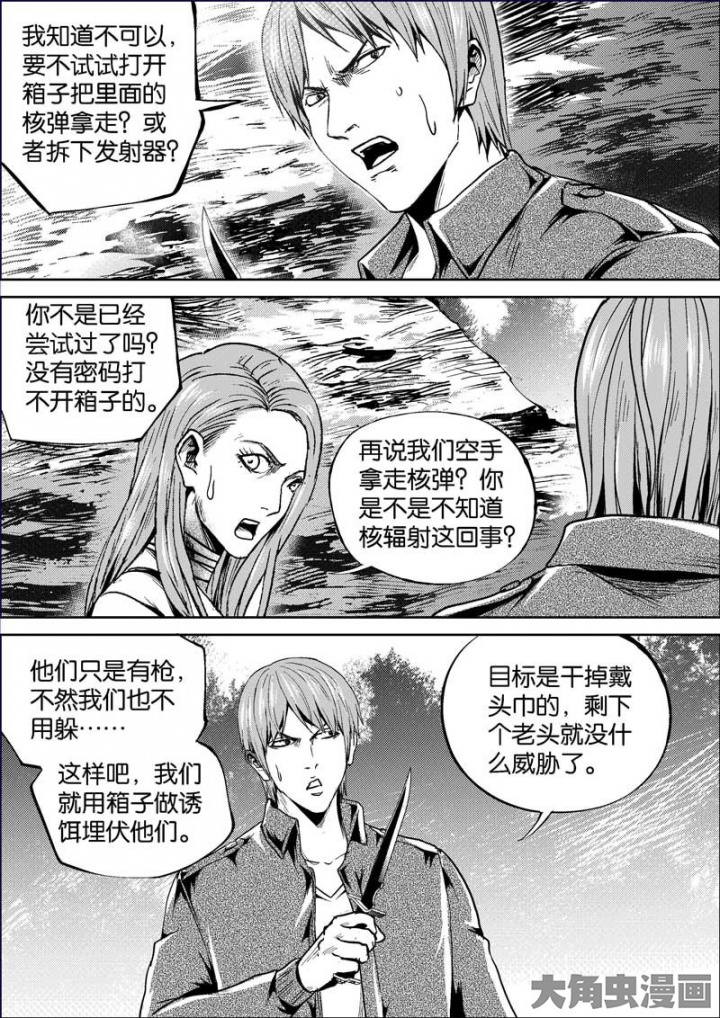 我知道不可以，
要不试试打开
箱子把里面的
核弹拿走？或
者拆下发射器？
你不是已经
尝试过了吗？
没有密码打
不开箱子的。
再说我们空手
拿走核弹？你
是不是不知道
核辐射这回事？
他们只是有枪，
不然我们也不
用躲……
这样吧，我们
就用箱子做诱
饵埋伏他们。
目标是干掉戴
头巾的，剩下
个老头就没什
么威胁了。
大角虫漫画